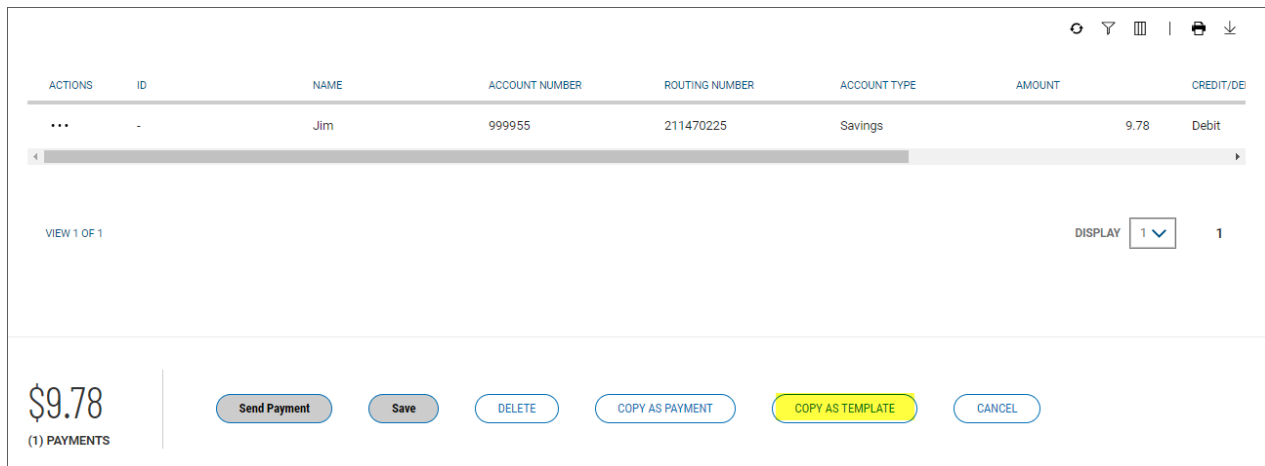 ACTIONS ID NAME ACCOUNT NUMBER ROUTING NUMBER ACCOUNT TYPE AMOUNT CREDIT/DEI
- Jim 999955 211470225 Savings 9.78 Debit
VIEW 1 OF 1 DISPLAY 1 1
$9.78
(1) PAYMENTS
Send Payment Save DELETE COPY AS PAYMENT COPY AS TEMPLATE CANCEL